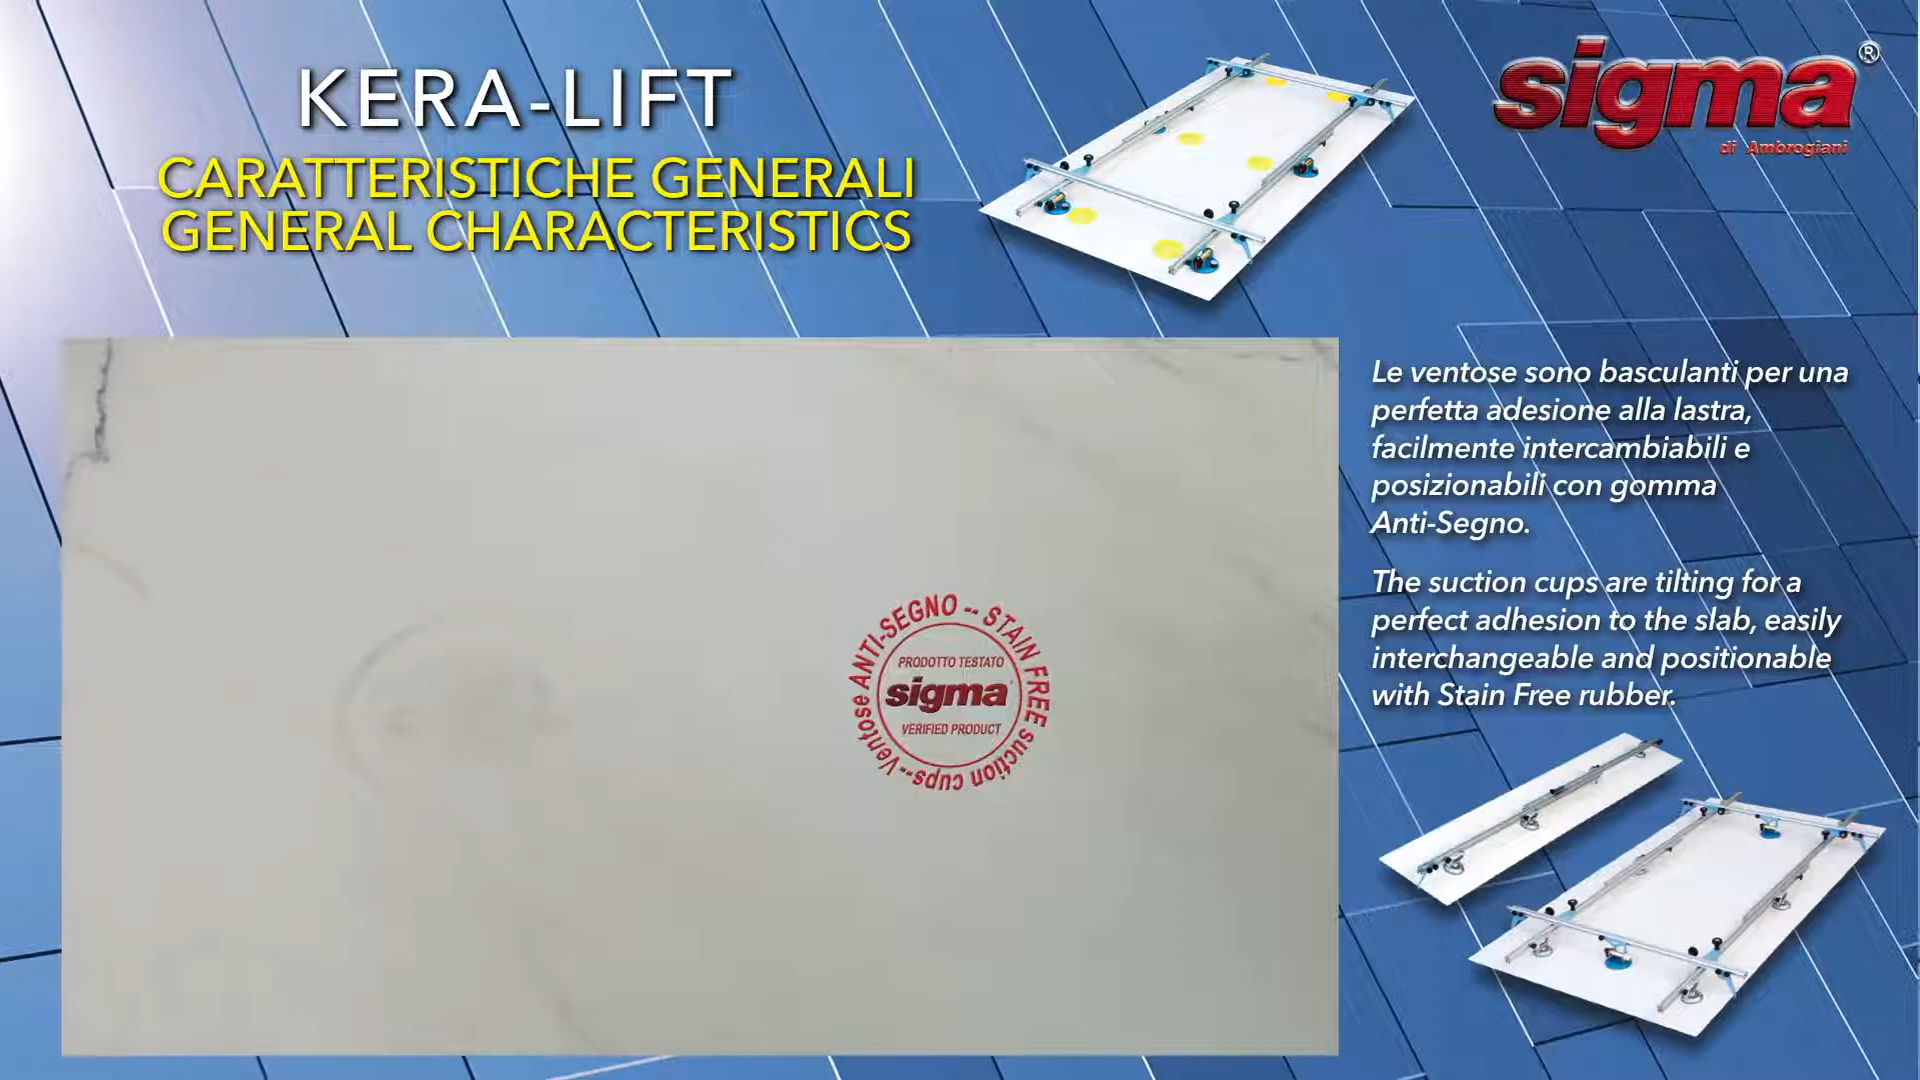 KERA-LIFT
CARATTERISTICHE GENERALI
GENERAL CHARACTERISTICS
sigma®
di Ambrogiani
Le ventose sono basculanti per una
perfetta adesione alla lastra,
facilmente intercambiabili e
posizionabili con gomma
Anti-Segno.
The suction cups are tilting for a
perfect adhesion to the slab, easily
interchangeable and positionable
with Stain Free rubber.
Ventose ANTI-SEGNO -- STAIN FREE suction cups--
PRODOTTO TESTATO
sigma
VERIFIED PRODUCT